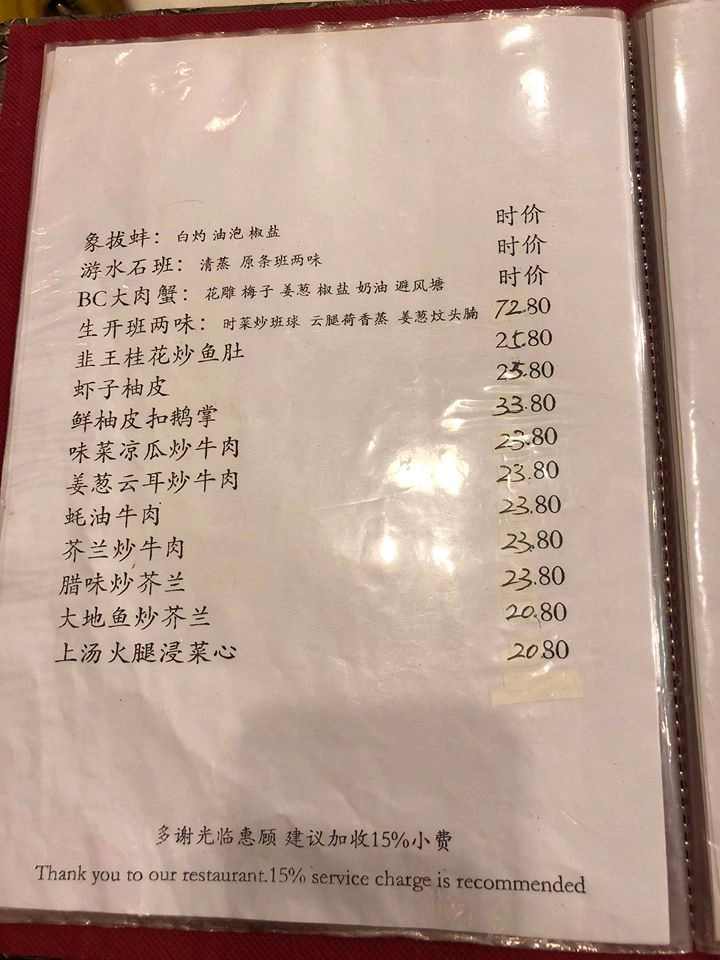 象拔蚌：白灼 油泡 椒盐 时价
游水石班：清蒸 原条班两味 时价
BC大肉蟹：花雕 梅子 姜葱 椒盐 奶油 避风塘 时价
生开班两味：时菜炒班球 云腿荷香蒸 姜葱炆头腩 72.80
韭王桂花炒鱼肚 25.80
虾子柚皮 25.80
鲜柚皮扣鹅掌 33.80
味菜凉瓜炒牛肉 23.80
姜葱云耳炒牛肉 23.80
蚝油牛肉 23.80
芥兰炒牛肉 23.80
腊味炒芥兰 23.80
大地鱼炒芥兰 20.80
上汤火腿浸菜心 20.80
多谢光临惠顾 建议加收15%小费
Thank you to our restaurant.15% service charge is recommended